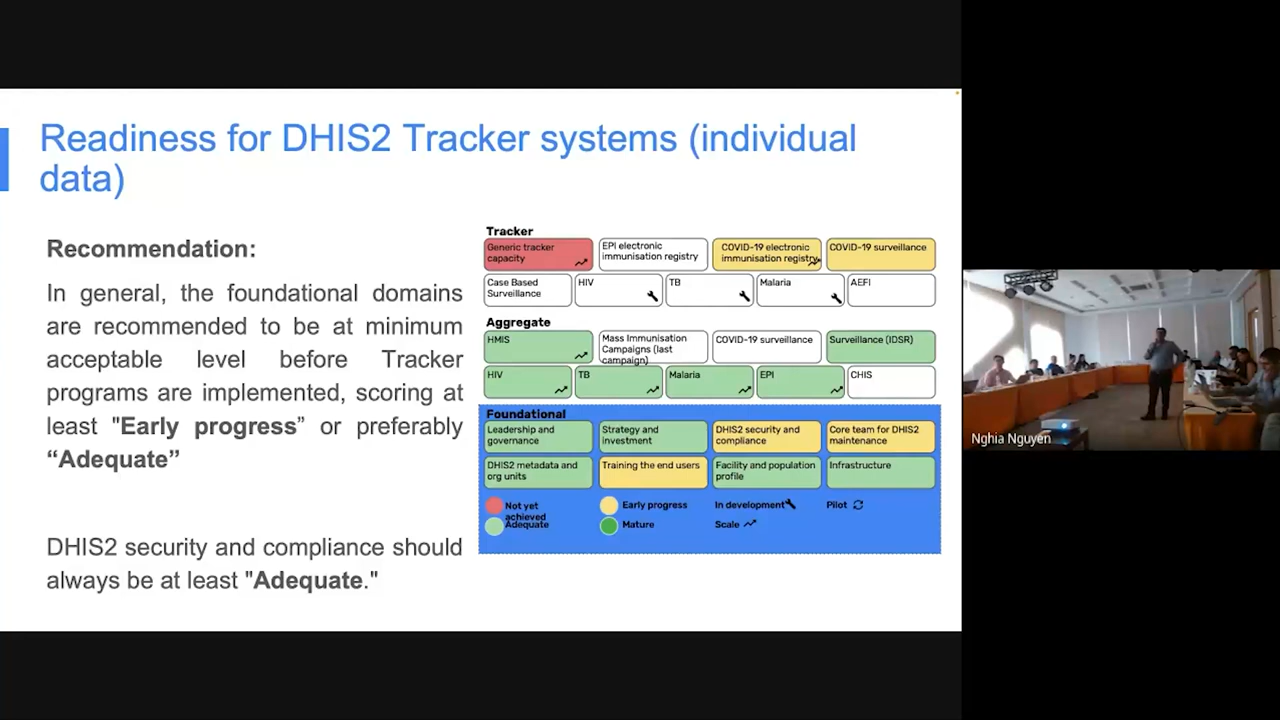 Readiness for DHIS2 Tracker systems (individual
data)
Recommendation:
In general, the foundational domains
are recommended to be at minimum
acceptable level before Tracker
programs are implemented, scoring at
least "Early progress” or preferably
“Adequate”
DHIS2 security and compliance should
always be at least "Adequate."
Tracker
Generic tracker
capacity
EPI electronic
immunisation registry
COVID-19 electronic
immunisation registry
COVID-19 surveillance
Case Based
Surveillance
HIV
TB
Malaria
AEFI
Aggregate
HMIS
Mass Immunisation
Campaigns (last
campaign)
COVID-19 surveillance
Surveillance (IDSR)
HIV
TB
Malaria
EPI
CHIS
Foundational
Leadership and
governance
Strategy and
investment
DHIS2 security and
compliance
Core team for DHIS2
maintenance
DHIS2 metadata and
org units
Training the end users
Facility and population
profile
Infrastructure
Not yet
achieved
Early progress
In development
Pilot
Adequate
Mature
Scale
Nghia Nguyen